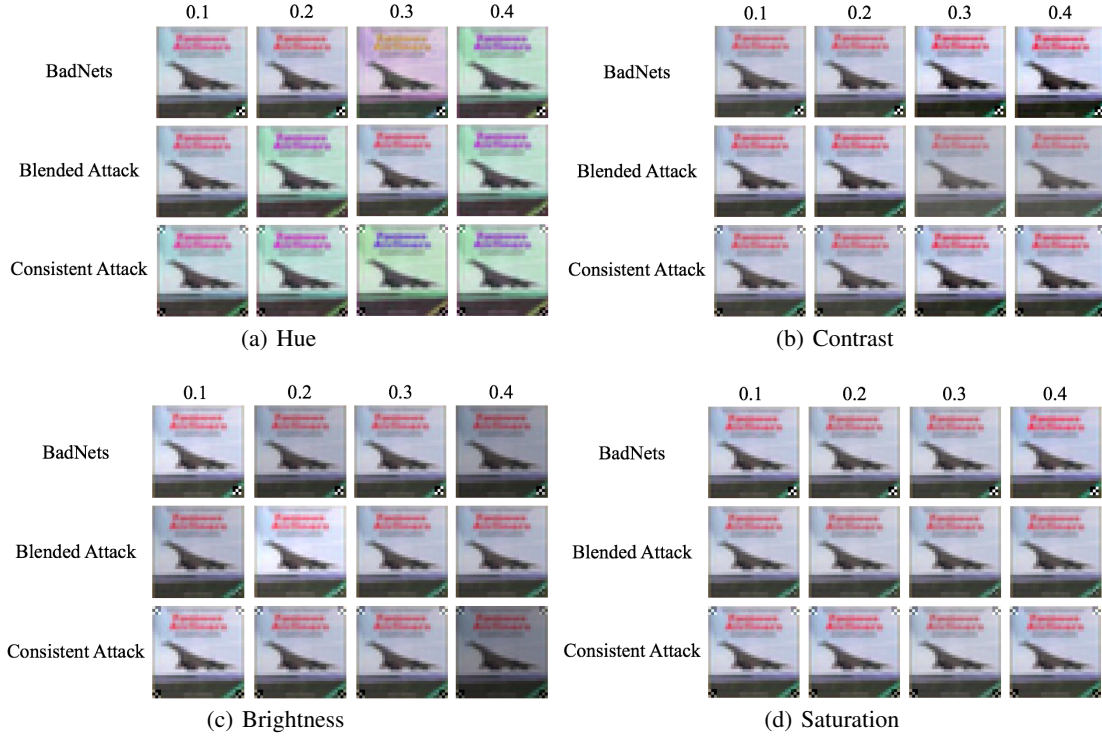 0.1 0.2 0.3 0.4
BadNets
Blended Attack
Consistent Attack
(a) Hue
0.1 0.2 0.3 0.4
BadNets
Blended Attack
Consistent Attack
(b) Contrast
0.1 0.2 0.3 0.4
BadNets
Blended Attack
Consistent Attack
(c) Brightness
0.1 0.2 0.3 0.4
BadNets
Blended Attack
Consistent Attack
(d) Saturation